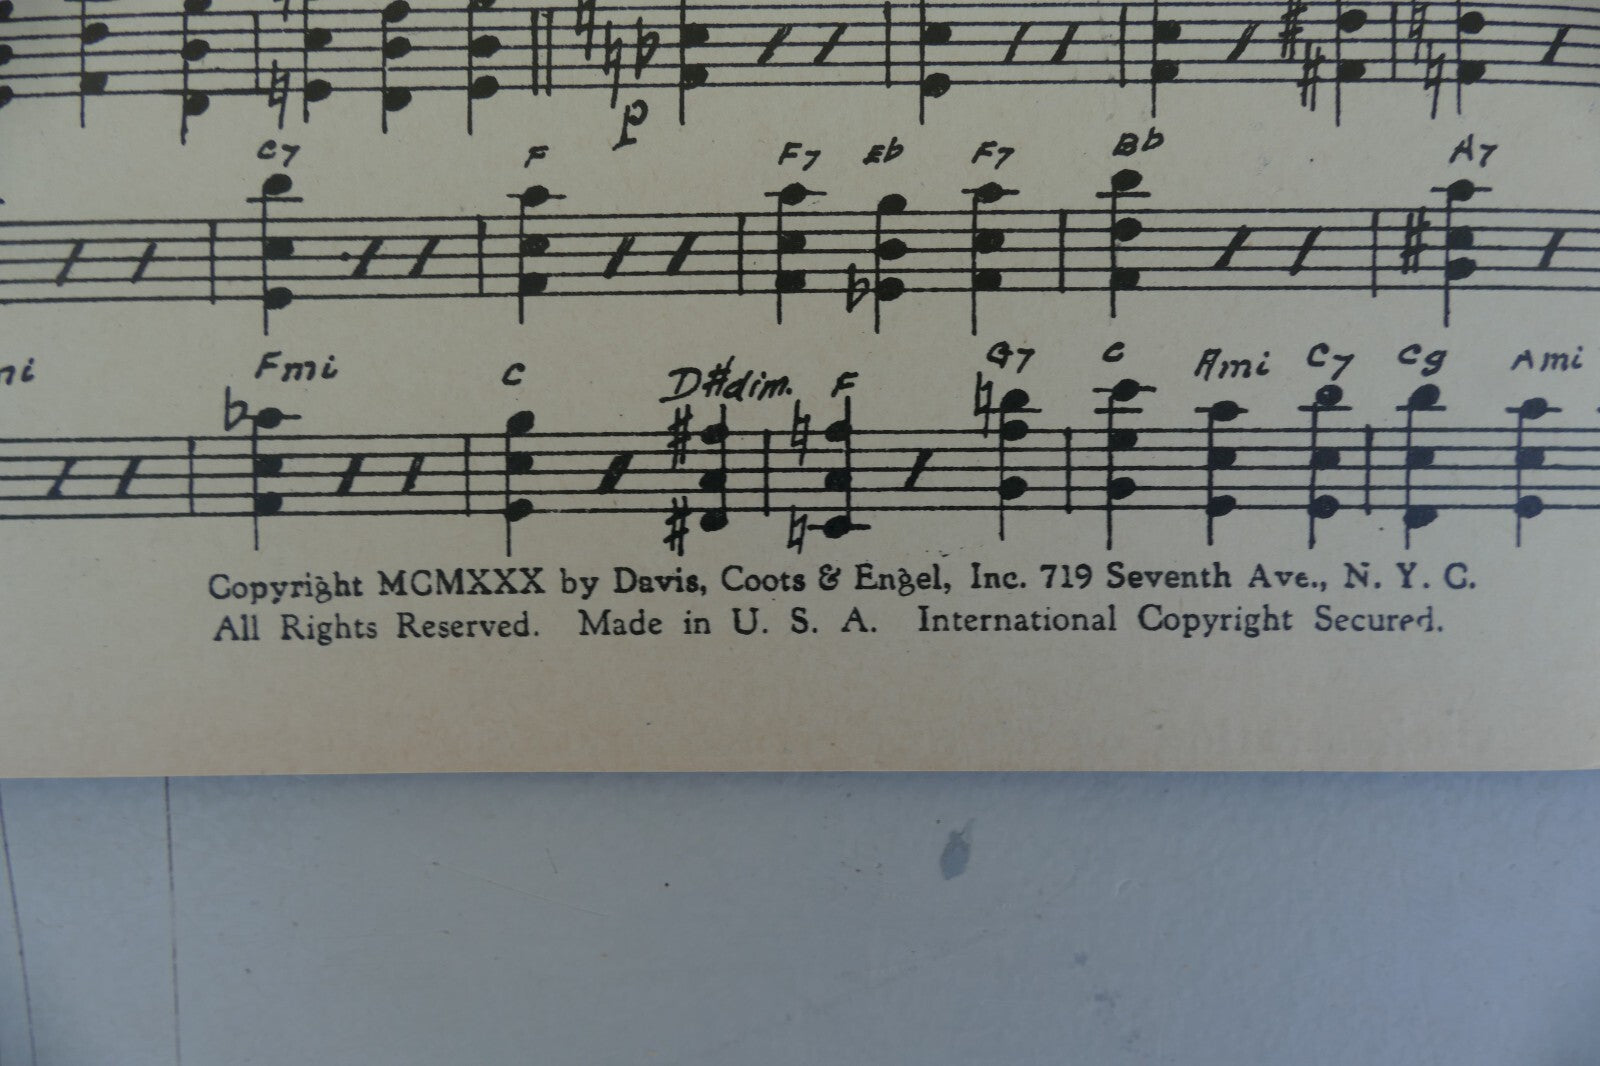 p
C7 F F7 Eb F7 Bb A7
mi Fmi C D#dim. F G7 C Ami C7 C9 Ami
Copyright MCMXXX by Davis, Coots & Engel, Inc. 719 Seventh Ave., N. Y. C.
All Rights Reserved. Made in U. S. A. International Copyright Secured.